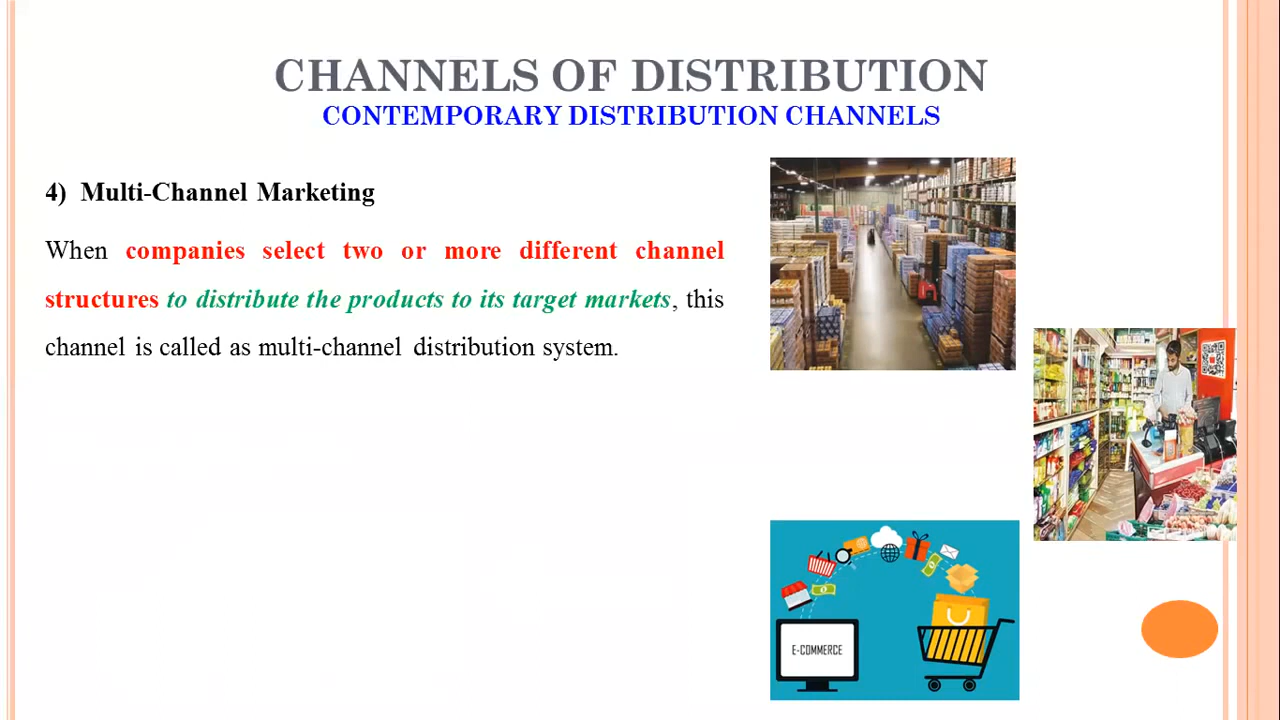 CHANNELS OF DISTRIBUTION
CONTEMPORARY DISTRIBUTION CHANNELS
4) Multi-Channel Marketing
When companies select two or more different channel
structures to distribute the products to its target markets, this
channel is called as multi-channel distribution system.
E-COMMERCE